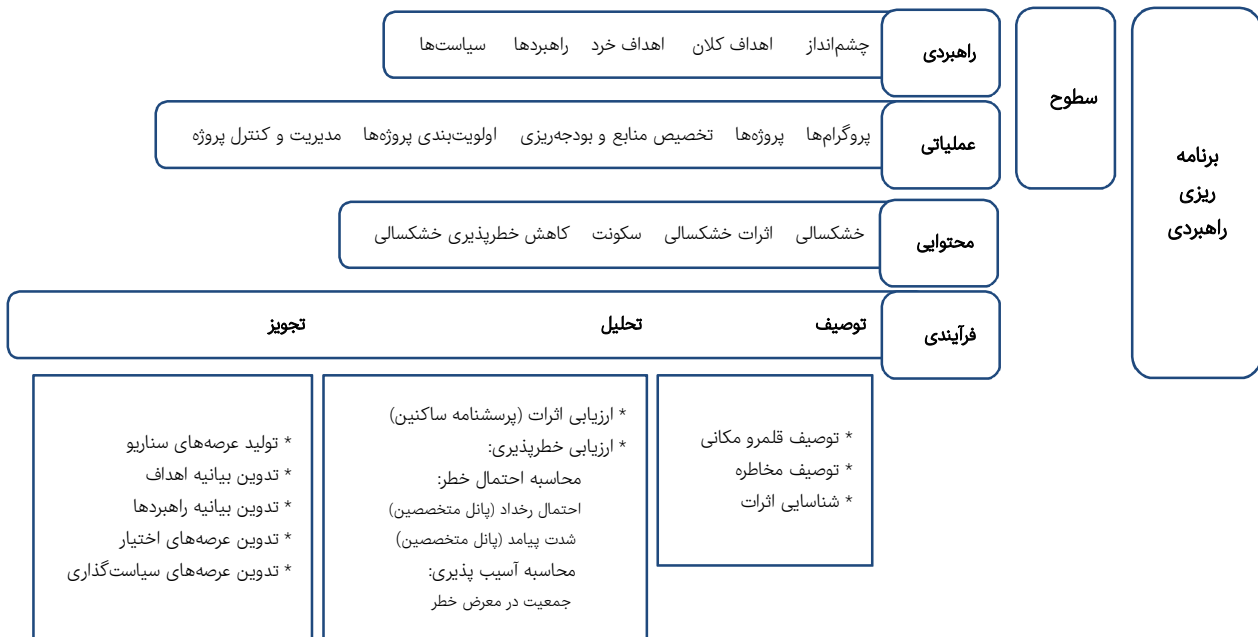 برنامه
ریزی
راهبردی
سطوح
راهبردی
چشم‌انداز اهداف کلان اهداف خرد راهبردها سیاست‌ها
عملیاتی
پروگرام‌ها پروژه‌ها تخصیص منابع و بودجه‌ریزی اولویت‌بندی پروژه‌ها مدیریت و کنترل پروژه
محتوایی
خشکسالی اثرات خشکسالی سکونت کاهش خطرپذیری خشکسالی
فرآیندی
توصیف تحلیل تجویز
* توصیف قلمرو مکانی
* توصیف مخاطره
* شناسایی اثرات
* ارزیابی اثرات (پرسشنامه ساکنین)
* ارزیابی خطرپذیری:
محاسبه احتمال خطر:
احتمال رخداد (پانل متخصصین)
شدت پیامد (پانل متخصصین)
محاسبه آسیب پذیری:
جمعیت در معرض خطر
* تولید عرصه‌های سناریو
* تدوین بیانیه اهداف
* تدوین بیانیه راهبردها
* تدوین عرصه‌های اختیار
* تدوین عرصه‌های سیاست‌گذاری